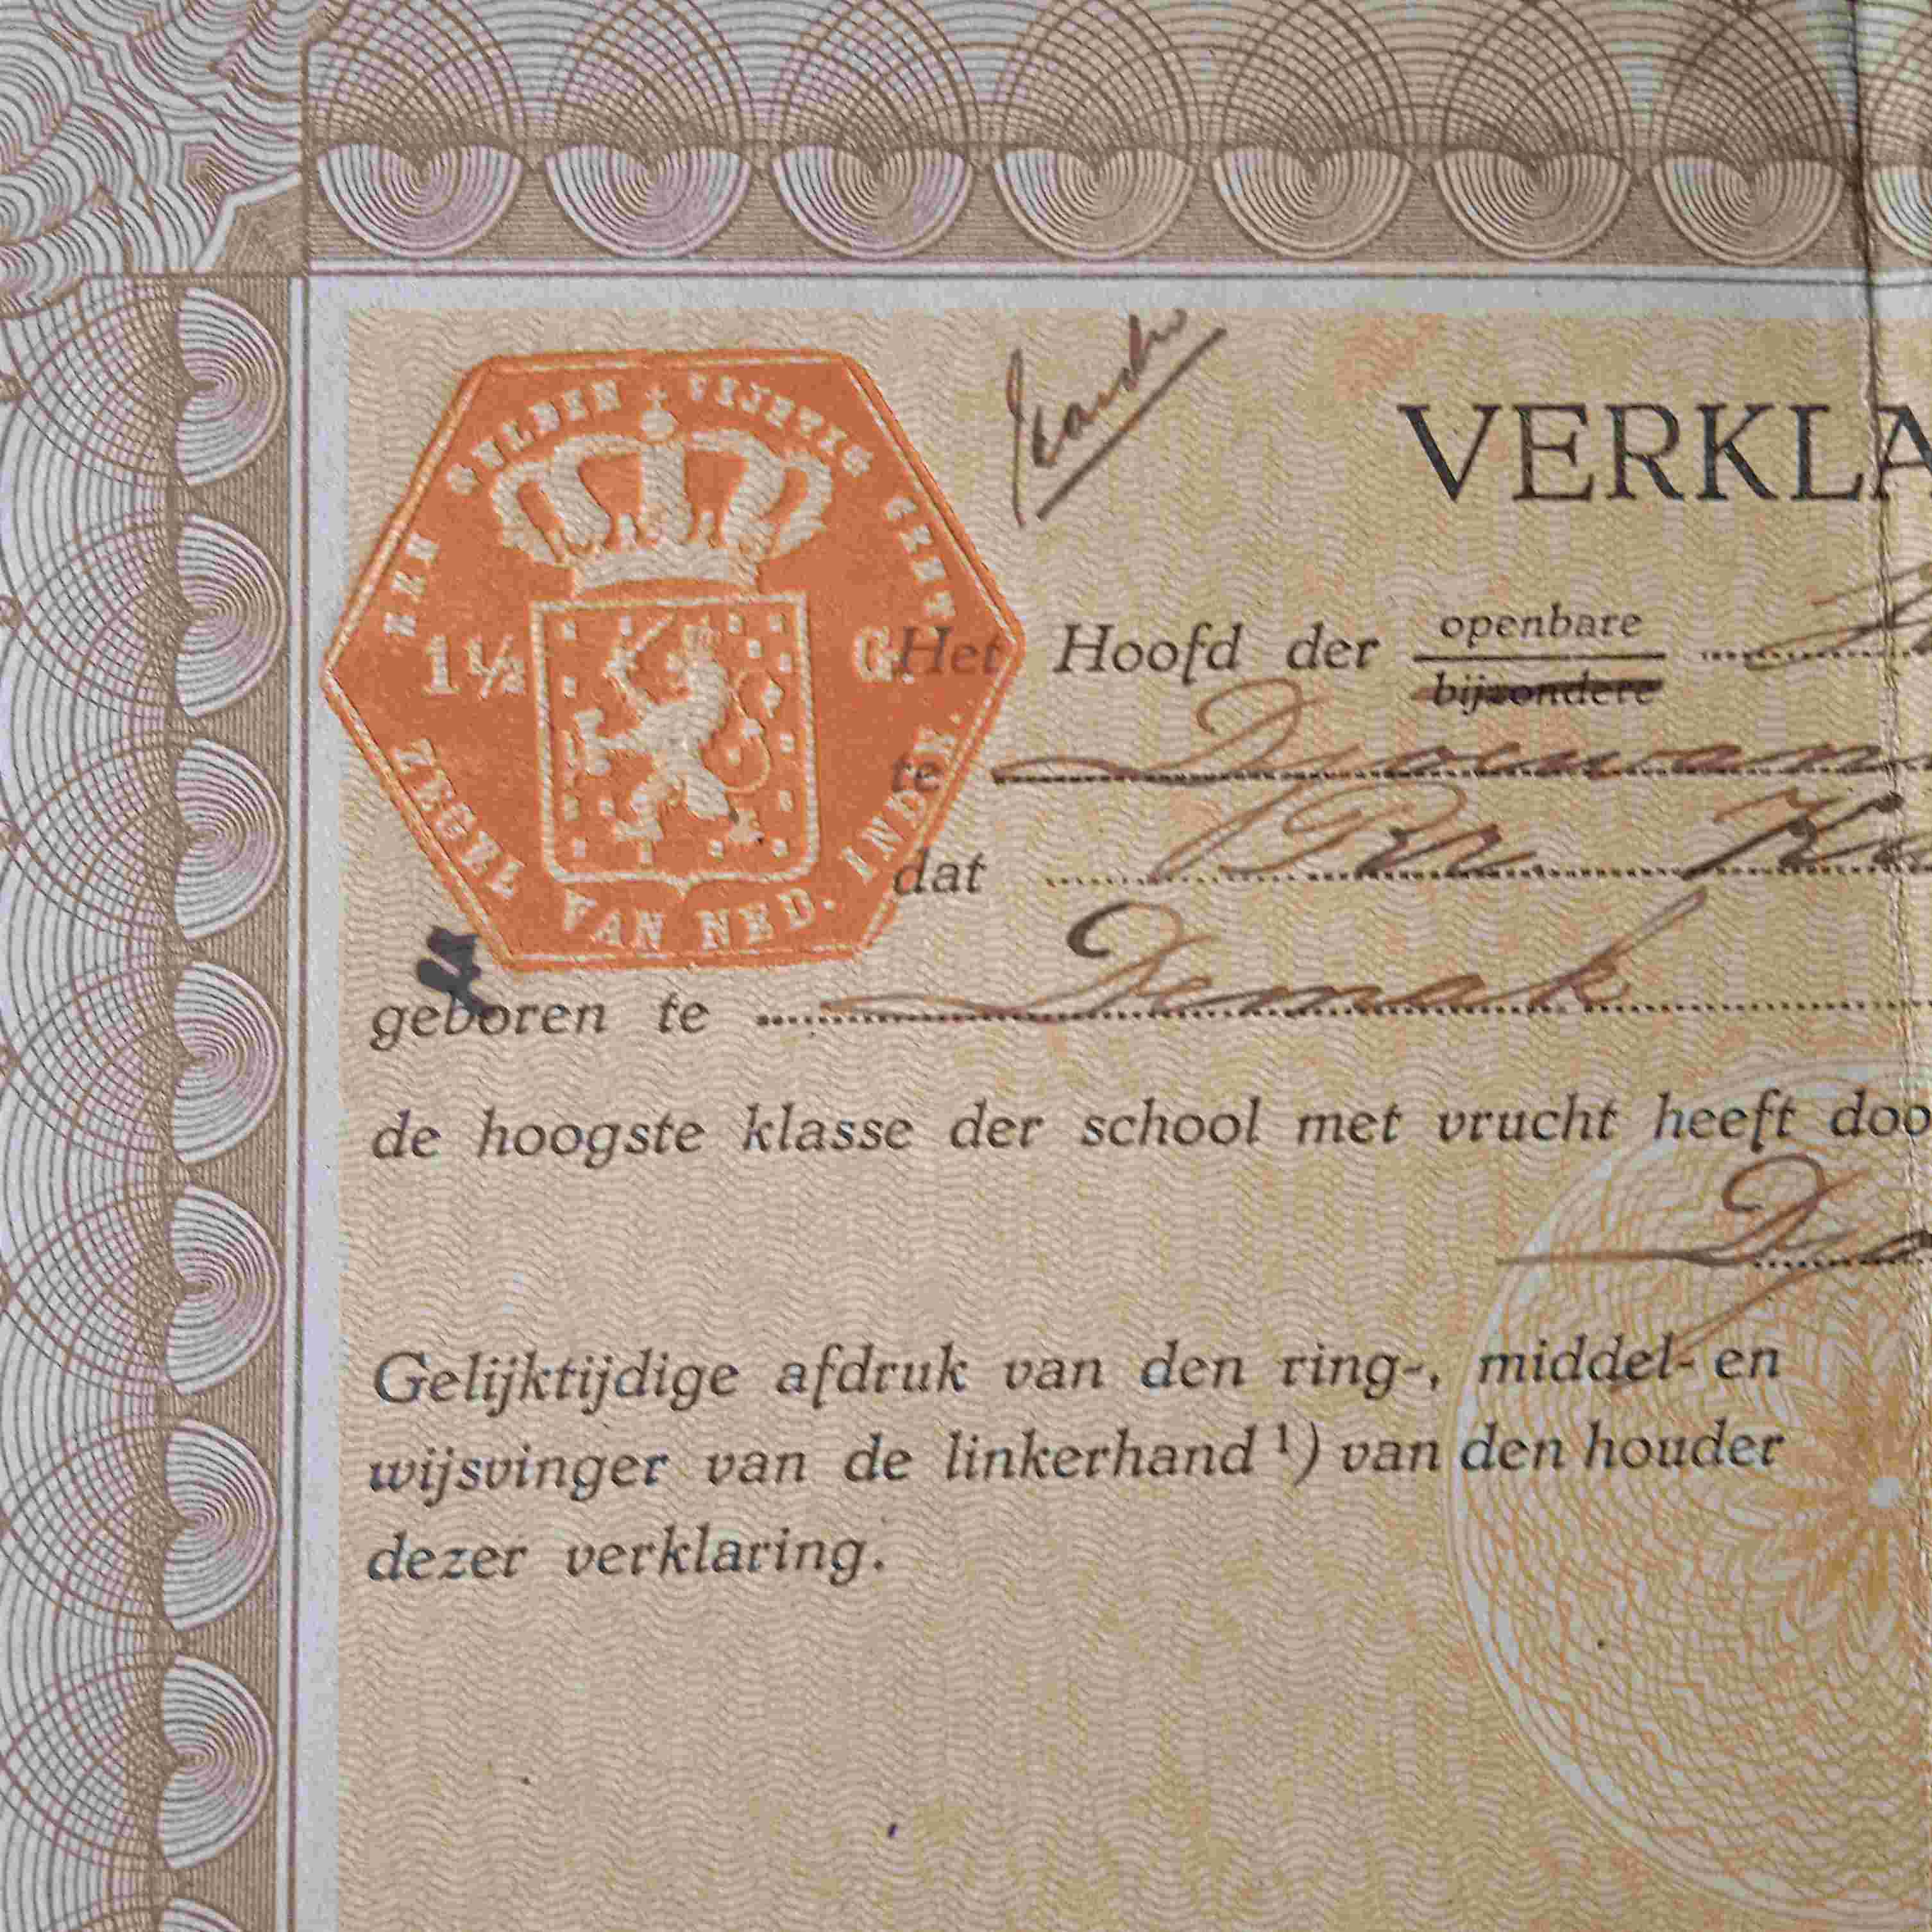 EEN GULDEN VIJFTIG CENT
1½ G.
ZEGEL VAN NED. INDIË.
VERKLA
Het Hoofd der openbare
bijzondere
te Djoewan
dat
geboren te Demak
de hoogste klasse der school met vrucht heeft doo
Gelijktijdige afdruk van den ring-, middel- en
wijsvinger van de linkerhand ¹) van den houder
dezer verklaring.